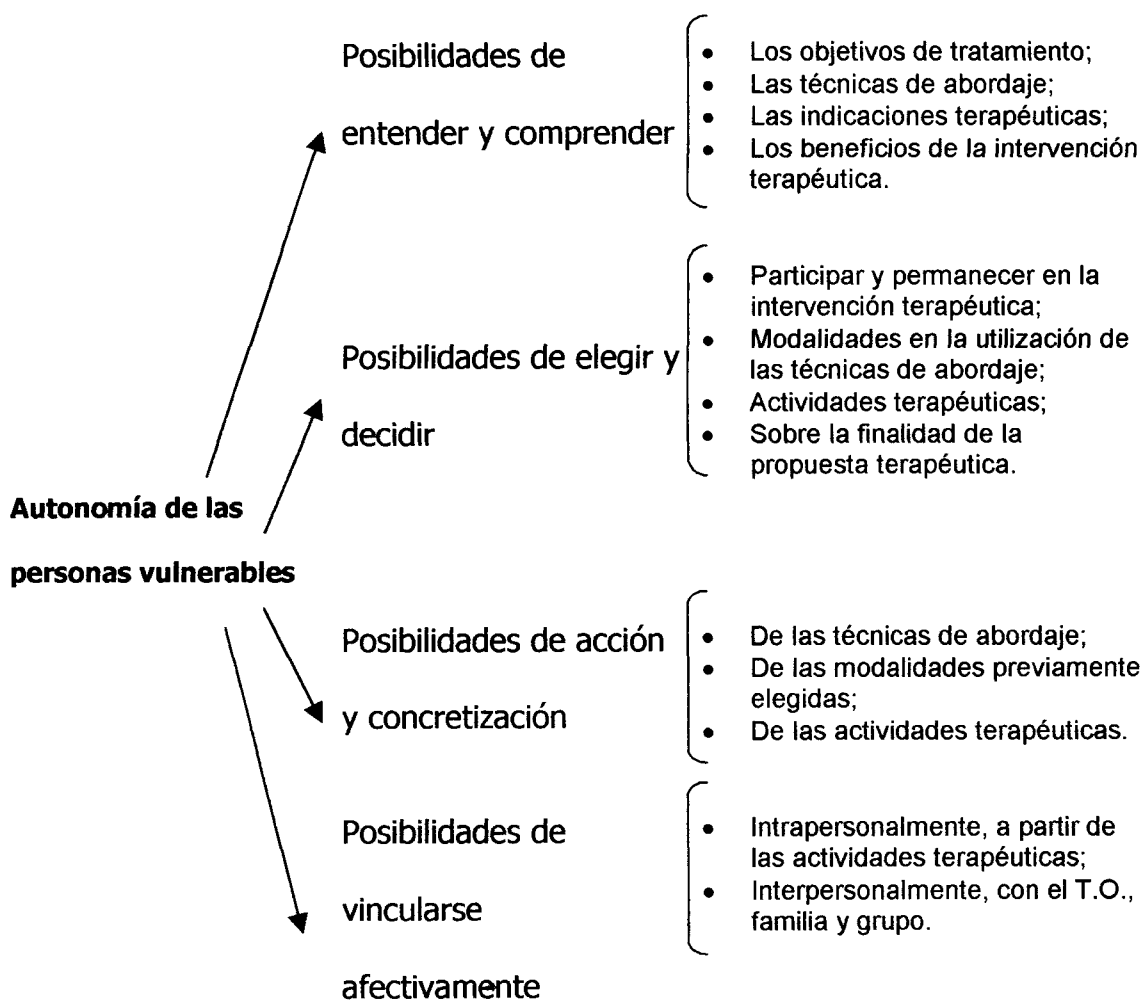 Autonomía de las
personas vulnerables
Posibilidades de
entender y comprender
• Los objetivos de tratamiento;
• Las técnicas de abordaje;
• Las indicaciones terapéuticas;
• Los beneficios de la intervención
terapéutica.
Posibilidades de elegir y
decidir
• Participar y permanecer en la
intervención terapéutica;
• Modalidades en la utilización de
las técnicas de abordaje;
• Actividades terapéuticas;
• Sobre la finalidad de la
propuesta terapéutica.
Posibilidades de acción
y concretización
• De las técnicas de abordaje;
• De las modalidades previamente
elegidas;
• De las actividades terapéuticas.
Posibilidades de
vincularse
afectivamente
• Intrapersonalmente, a partir de
las actividades terapéuticas;
• Interpersonalmente, con el T.O.,
familia y grupo.